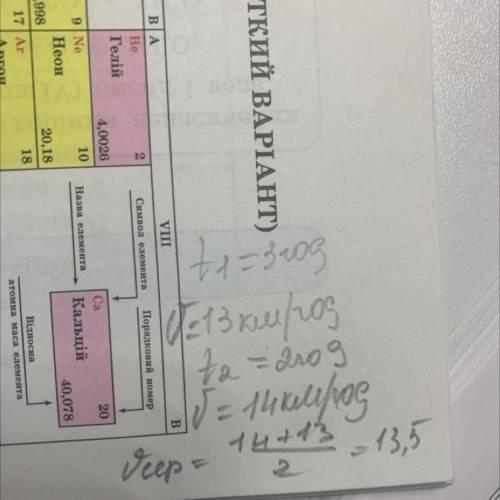 ТКИЙ ВАРІАНТ)
VIII
В А В
Не 2
Гелій
4,0026
,998
9 Ne 10
Неон
20,18
17 Ar 18
Символ елемента
Порядковий номер
Ca 20
Кальцій
40,078
Назва елемента
Відносна
атомна маса елемента
t1 = 3 год
V = 13 км/год
t2 = 2 год
V = 14 км/год
Vсер = 14 + 13 / 2 = 13,5